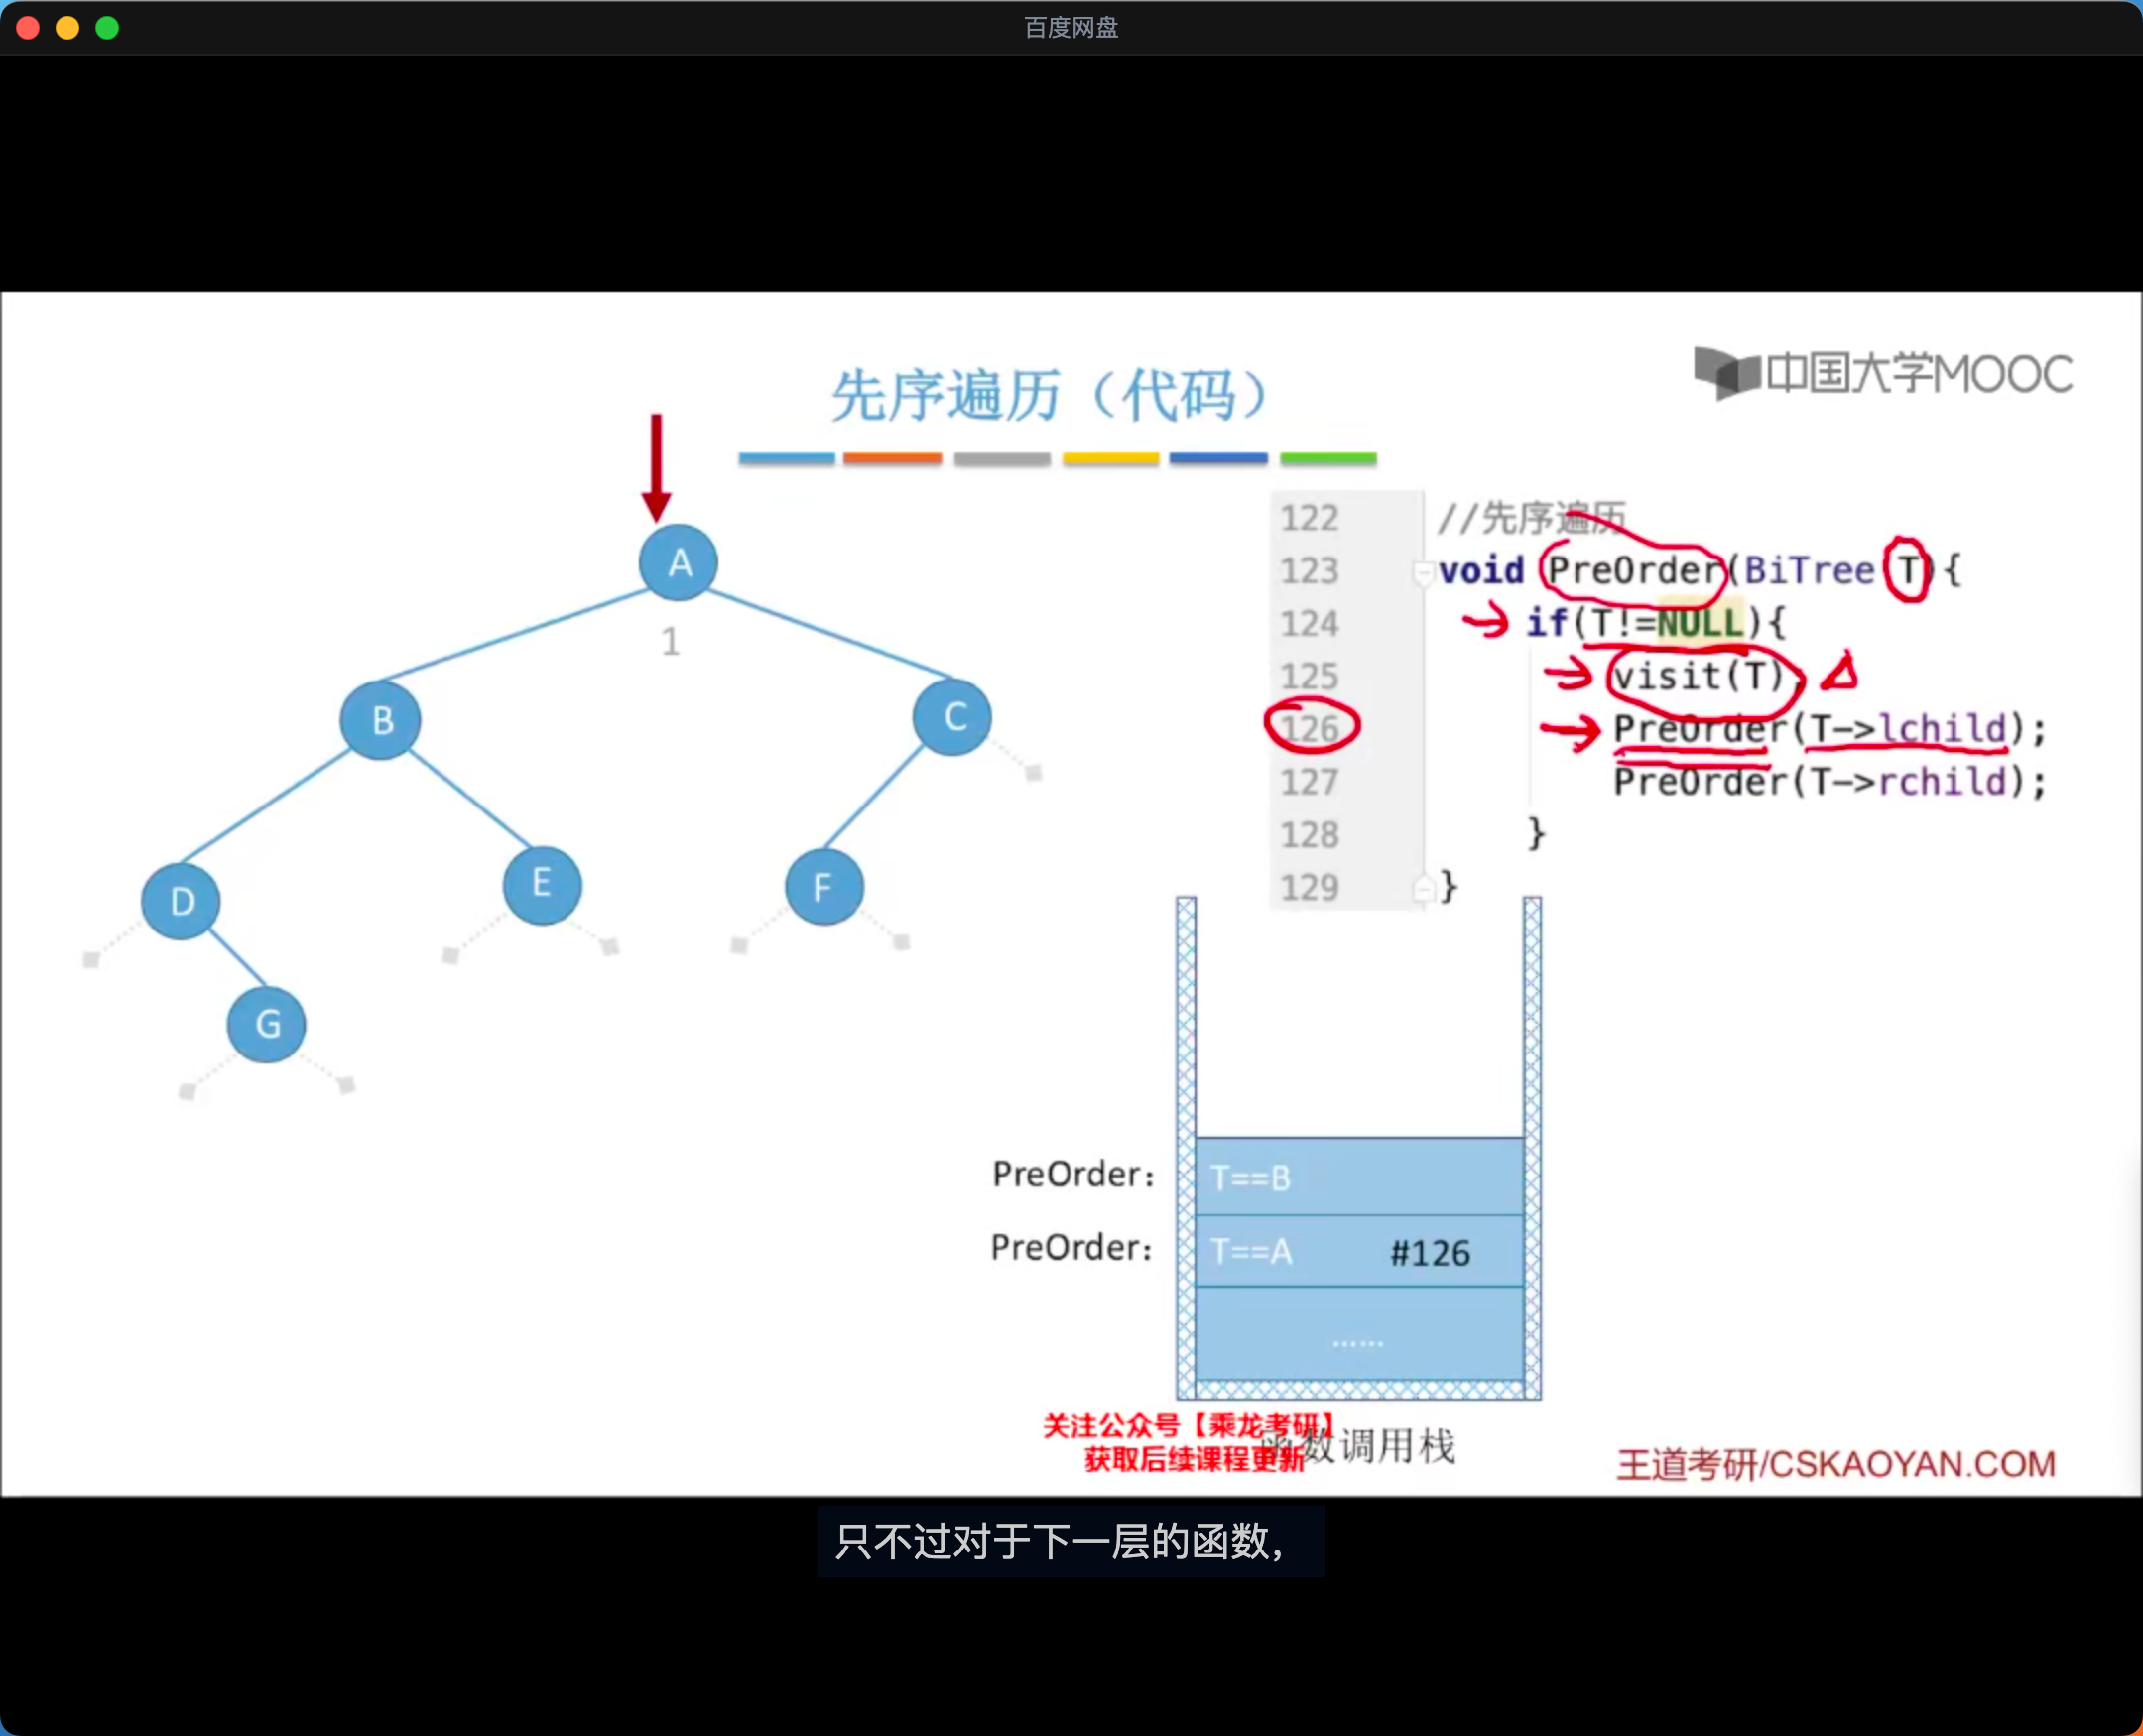 百度网盘
中国大学MOOC
先序遍历（代码）
A
1
B
C
D
E
F
G
122 //先序遍历
123 void PreOrder(BiTree T){
124 if(T!=NULL){
125 visit(T);
126 PreOrder(T->lchild);
127 PreOrder(T->rchild);
128 }
129 }
PreOrder： T==B
PreOrder： T==A #126
……
函数调用栈
关注公众号【乘龙考研】
获取后续课程更新
王道考研/CSKAOYAN.COM
只不过对于下一层的函数，